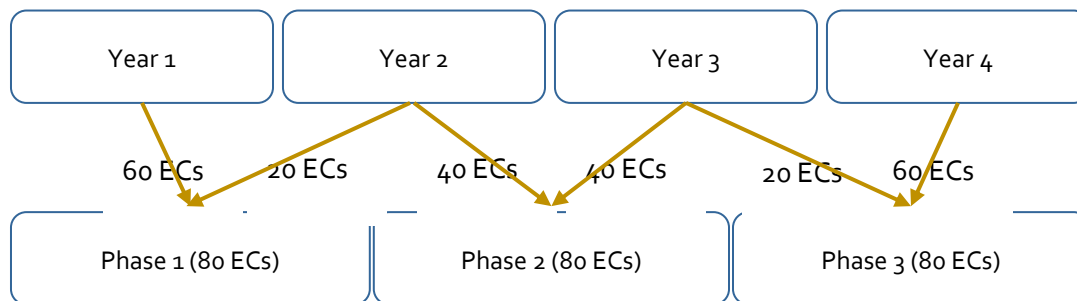 Year 1
Year 2
Year 3
Year 4
60 ECs
20 ECs
40 ECs
40 ECs
20 ECs
60 ECs
Phase 1 (80 ECs)
Phase 2 (80 ECs)
Phase 3 (80 ECs)